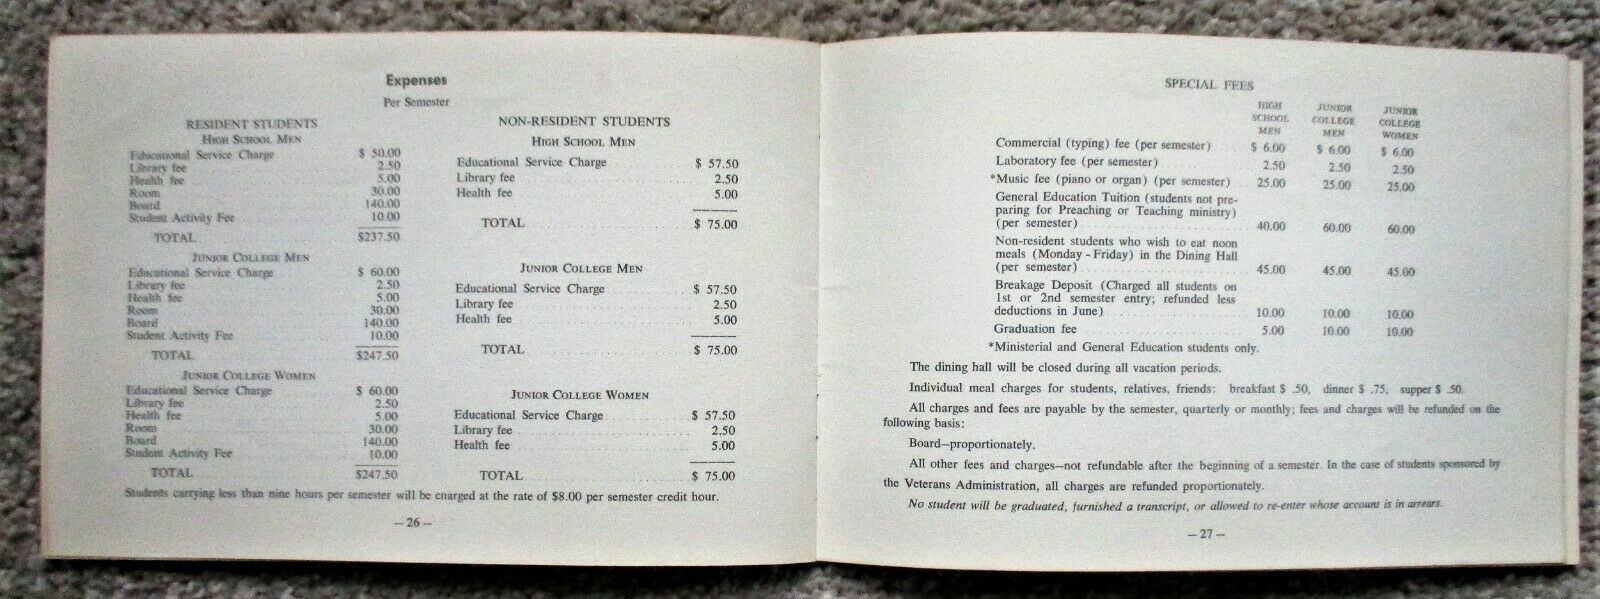 Expenses
Per Semester
RESIDENT STUDENTS
HIGH SCHOOL MEN
Educational Service Charge $ 50.00
Library fee 2.50
Health fee 5.00
Room 30.00
Board 140.00
Student Activity Fee 10.00
TOTAL $237.50
JUNIOR COLLEGE MEN
Educational Service Charge $ 60.00
Library fee 2.50
Health fee 5.00
Room 30.00
Board 140.00
Student Activity Fee 10.00
TOTAL $247.50
JUNIOR COLLEGE WOMEN
Educational Service Charge $ 60.00
Library fee 2.50
Health fee 5.00
Room 30.00
Board 140.00
Student Activity Fee 10.00
TOTAL $247.50
NON-RESIDENT STUDENTS
HIGH SCHOOL MEN
Educational Service Charge $ 57.50
Library fee 2.50
Health fee 5.00
TOTAL $ 75.00
JUNIOR COLLEGE MEN
Educational Service Charge $ 57.50
Library fee 2.50
Health fee 5.00
TOTAL $ 75.00
JUNIOR COLLEGE WOMEN
Educational Service Charge $ 57.50
Library fee 2.50
Health fee 5.00
TOTAL $ 75.00
Students carrying less than nine hours per semester will be charged at the rate of $8.00 per semester credit hour.
— 26 —
SPECIAL FEES
HIGH JUNIOR JUNIOR
SCHOOL COLLEGE COLLEGE
MEN MEN WOMEN
Commercial (typing) fee (per semester) $ 6.00 $ 6.00 $ 6.00
Laboratory fee (per semester) 2.50 2.50 2.50
*Music fee (piano or organ) (per semester) 25.00 25.00 25.00
General Education Tuition (students not pre-
paring for Preaching or Teaching ministry)
(per semester) 40.00 60.00 60.00
Non-resident students who wish to eat noon
meals (Monday - Friday) in the Dining Hall
(per semester) 45.00 45.00 45.00
Breakage Deposit (Charged all students on
1st or 2nd semester entry; refunded less
deductions in June) 10.00 10.00 10.00
Graduation fee 5.00 10.00 10.00
*Ministerial and General Education students only.
The dining hall will be closed during all vacation periods.
Individual meal charges for students, relatives, friends: breakfast $ .50, dinner $ .75, supper $ .50.
All charges and fees are payable by the semester, quarterly or monthly; fees and charges will be refunded on the
following basis:
Board—proportionately.
All other fees and charges—not refundable after the beginning of a semester. In the case of students sponsored by
the Veterans Administration, all charges are refunded proportionately.
No student will be graduated, furnished a transcript, or allowed to re-enter whose account is in arrears.
— 27 —